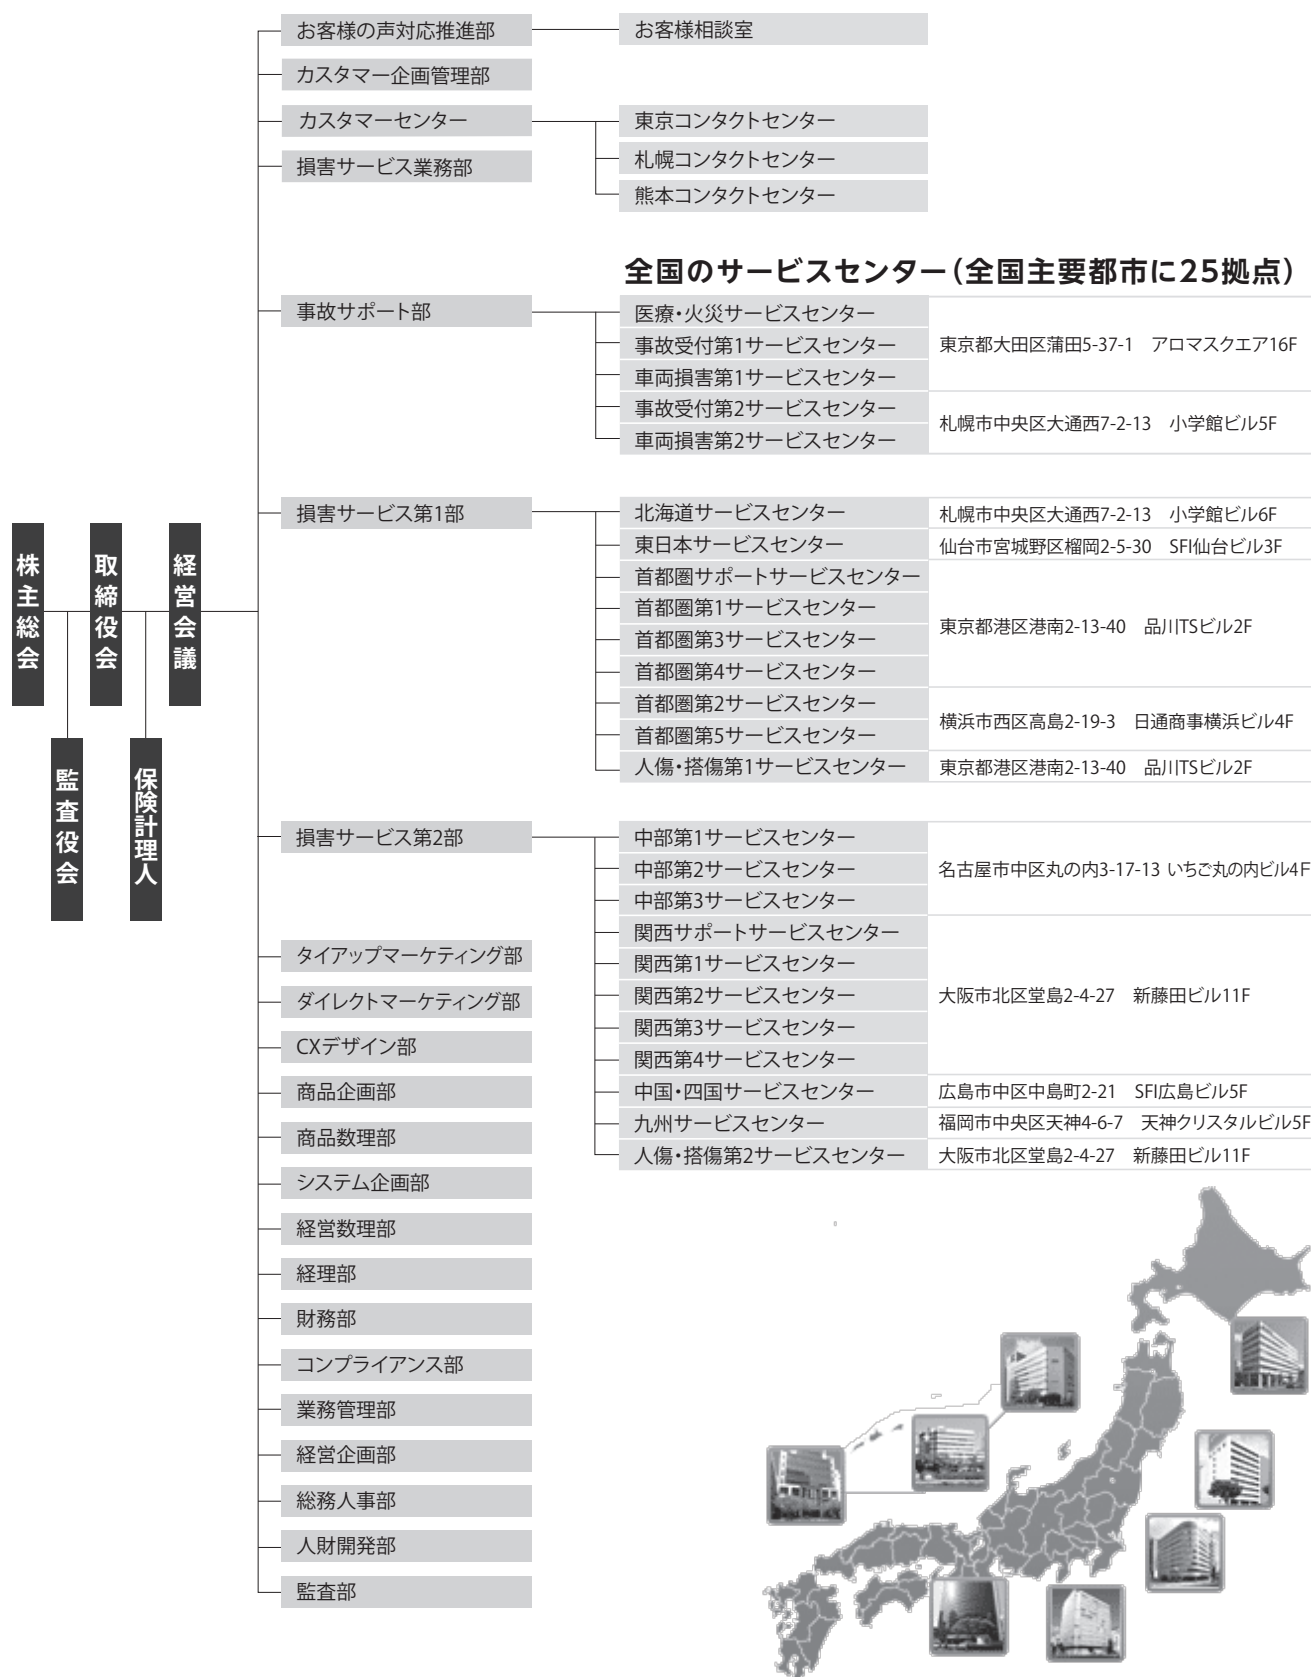 お客様の声対応推進部
お客様相談室
カスタマー企画管理部
カスタマーセンター
東京コンタクトセンター
札幌コンタクトセンター
損害サービス業務部
熊本コンタクトセンター
全国のサービスセンター（全国主要都市に25拠点）
事故サポート部
医療・火災サービスセンター
事故受付第1サービスセンター
車両損害第1サービスセンター
東京都大田区蒲田5-37-1　アロマスクエア16F
事故受付第2サービスセンター
車両損害第2サービスセンター
札幌市中央区大通西7-2-13　小学館ビル5F
損害サービス第1部
北海道サービスセンター
札幌市中央区大通西7-2-13　小学館ビル6F
東日本サービスセンター
仙台市宮城野区榴岡2-5-30　SFI仙台ビル3F
首都圏サポートサービスセンター
首都圏第1サービスセンター
首都圏第3サービスセンター
首都圏第4サービスセンター
東京都港区港南2-13-40　品川TSビル2F
首都圏第2サービスセンター
首都圏第5サービスセンター
横浜市西区高島2-19-3　日通商事横浜ビル4F
人傷・搭傷第1サービスセンター
東京都港区港南2-13-40　品川TSビル2F
株主総会
取締役会
経営会議
監査役会
保険計理人
損害サービス第2部
中部第1サービスセンター
中部第2サービスセンター
中部第3サービスセンター
名古屋市中区丸の内3-17-13 いちご丸の内ビル4F
関西サポートサービスセンター
関西第1サービスセンター
関西第2サービスセンター
関西第3サービスセンター
関西第4サービスセンター
大阪市北区堂島2-4-27　新藤田ビル11F
中国・四国サービスセンター
広島市中区中島町2-21　SFI広島ビル5F
九州サービスセンター
福岡市中央区天神4-6-7　天神クリスタルビル5F
人傷・搭傷第2サービスセンター
大阪市北区堂島2-4-27　新藤田ビル11F
タイアップマーケティング部
ダイレクトマーケティング部
CXデザイン部
商品企画部
商品数理部
システム企画部
経営数理部
経理部
財務部
コンプライアンス部
業務管理部
経営企画部
総務人事部
人財開発部
監査部